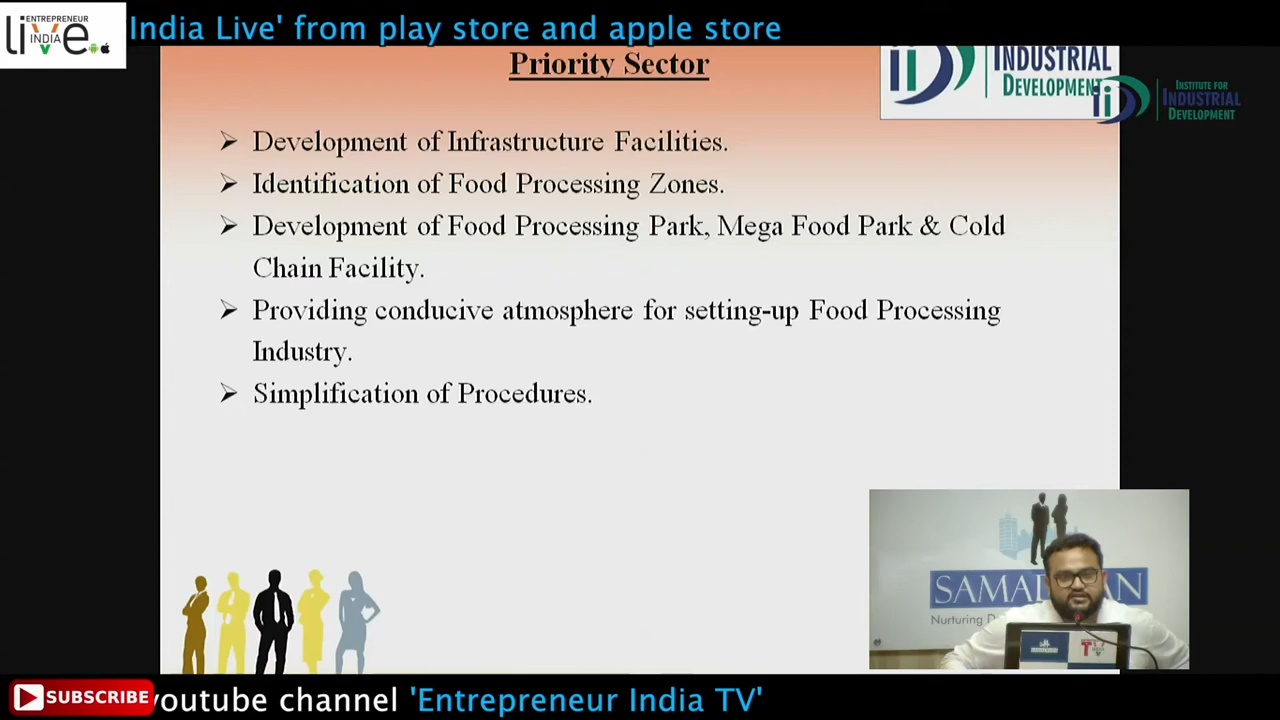 ENTREPRENEUR
INDIA
live
India Live' from play store and apple store
Priority Sector
INDUSTRIAL
DEVELOPMENT
INSTITUTE FOR
INDUSTRIAL
DEVELOPMENT
➢ Development of Infrastructure Facilities.
➢ Identification of Food Processing Zones.
➢ Development of Food Processing Park, Mega Food Park & Cold
Chain Facility.
➢ Providing conducive atmosphere for setting-up Food Processing
Industry.
➢ Simplification of Procedures.
Nurturing
SUBSCRIBE
youtube channel 'Entrepreneur India TV'